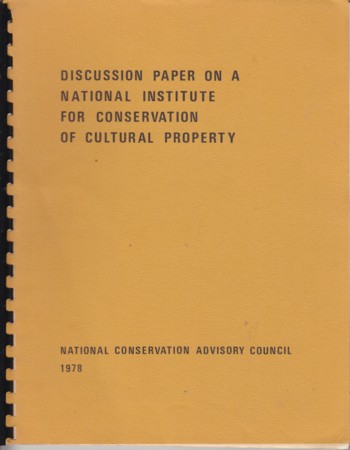 DISCUSSION PAPER ON A
NATIONAL INSTITUTE
FOR CONSERVATION
OF CULTURAL PROPERTY
NATIONAL CONSERVATION ADVISORY COUNCIL
1978